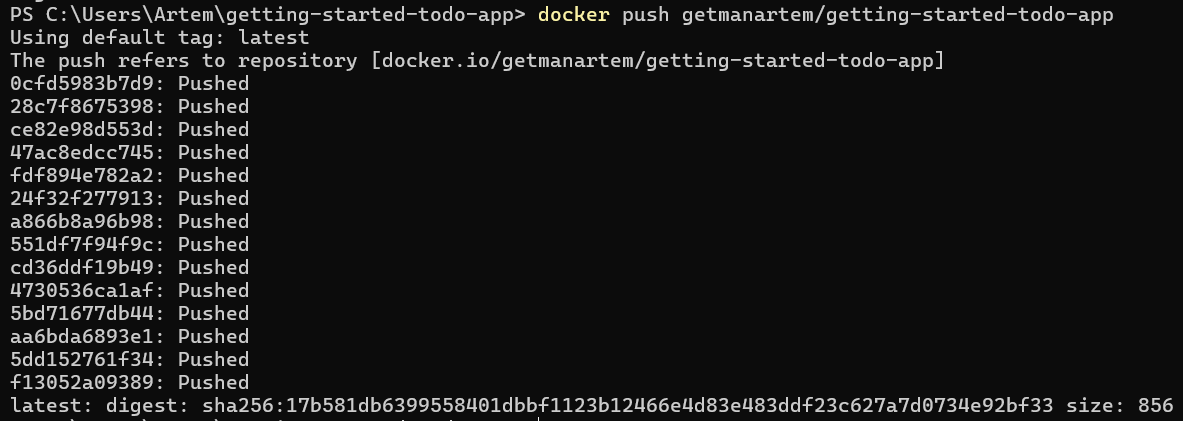 PS C:\Users\Artem\getting-started-todo-app> docker push getmanartem/getting-started-todo-app
Using default tag: latest
The push refers to repository [docker.io/getmanartem/getting-started-todo-app]
0cfd5983b7d9: Pushed
28c7f8675398: Pushed
ce82e98d553d: Pushed
47ac8edcc745: Pushed
fdf894e782a2: Pushed
24f32f277913: Pushed
a866b8a96b98: Pushed
551df7f94f9c: Pushed
cd36ddf19b49: Pushed
4730536ca1af: Pushed
5bd71677db44: Pushed
aa6bda6893e1: Pushed
5dd152761f34: Pushed
f13052a09389: Pushed
latest: digest: sha256:17b581db6399558401dbbf1123b12466e4d83e483ddf23c627a7d0734e92bf33 size: 856